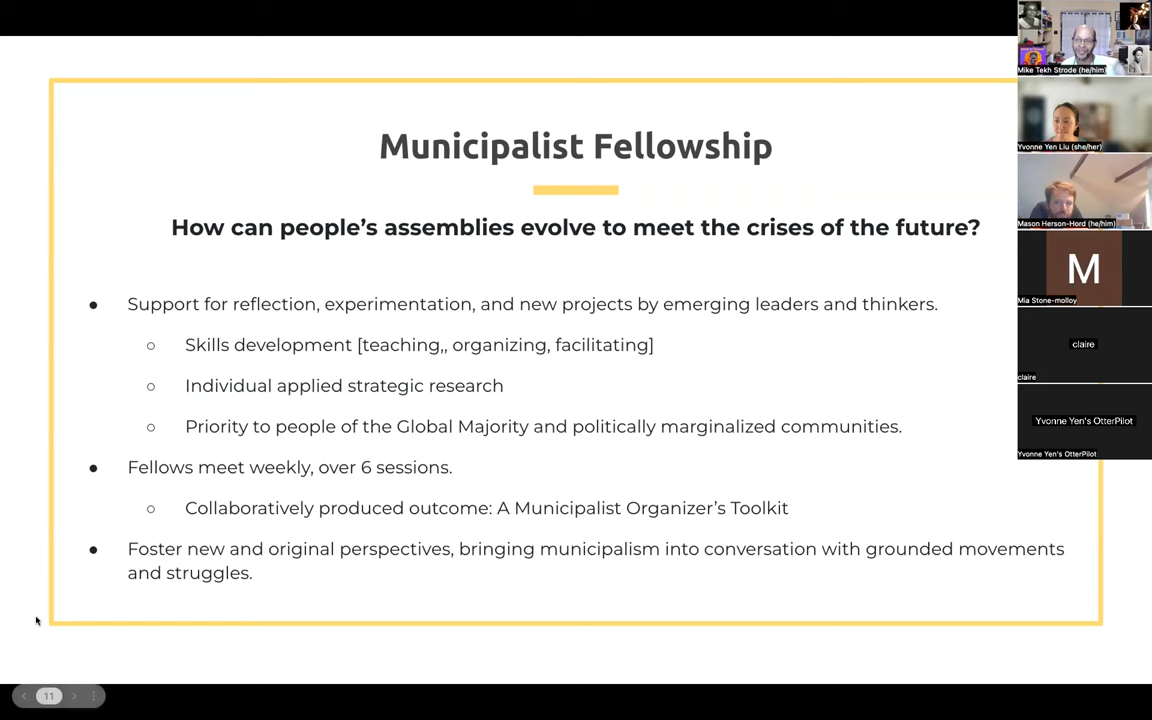 Municipalist Fellowship
How can people's assemblies evolve to meet the crises of the future?
● Support for reflection, experimentation, and new projects by emerging leaders and thinkers.
○ Skills development [teaching,, organizing, facilitating]
○ Individual applied strategic research
○ Priority to people of the Global Majority and politically marginalized communities.
● Fellows meet weekly, over 6 sessions.
○ Collaboratively produced outcome: A Municipalist Organizer's Toolkit
● Foster new and original perspectives, bringing municipalism into conversation with grounded movements
and struggles.
11
Mike Tekh Strode (he/him)
Yvonne Yen Liu (she/her)
Mason Herson-Hord (he/him)
M
Mia Stone-molloy
claire
claire
Yvonne Yen's OtterPilot
Yvonne Yen's OtterPilot